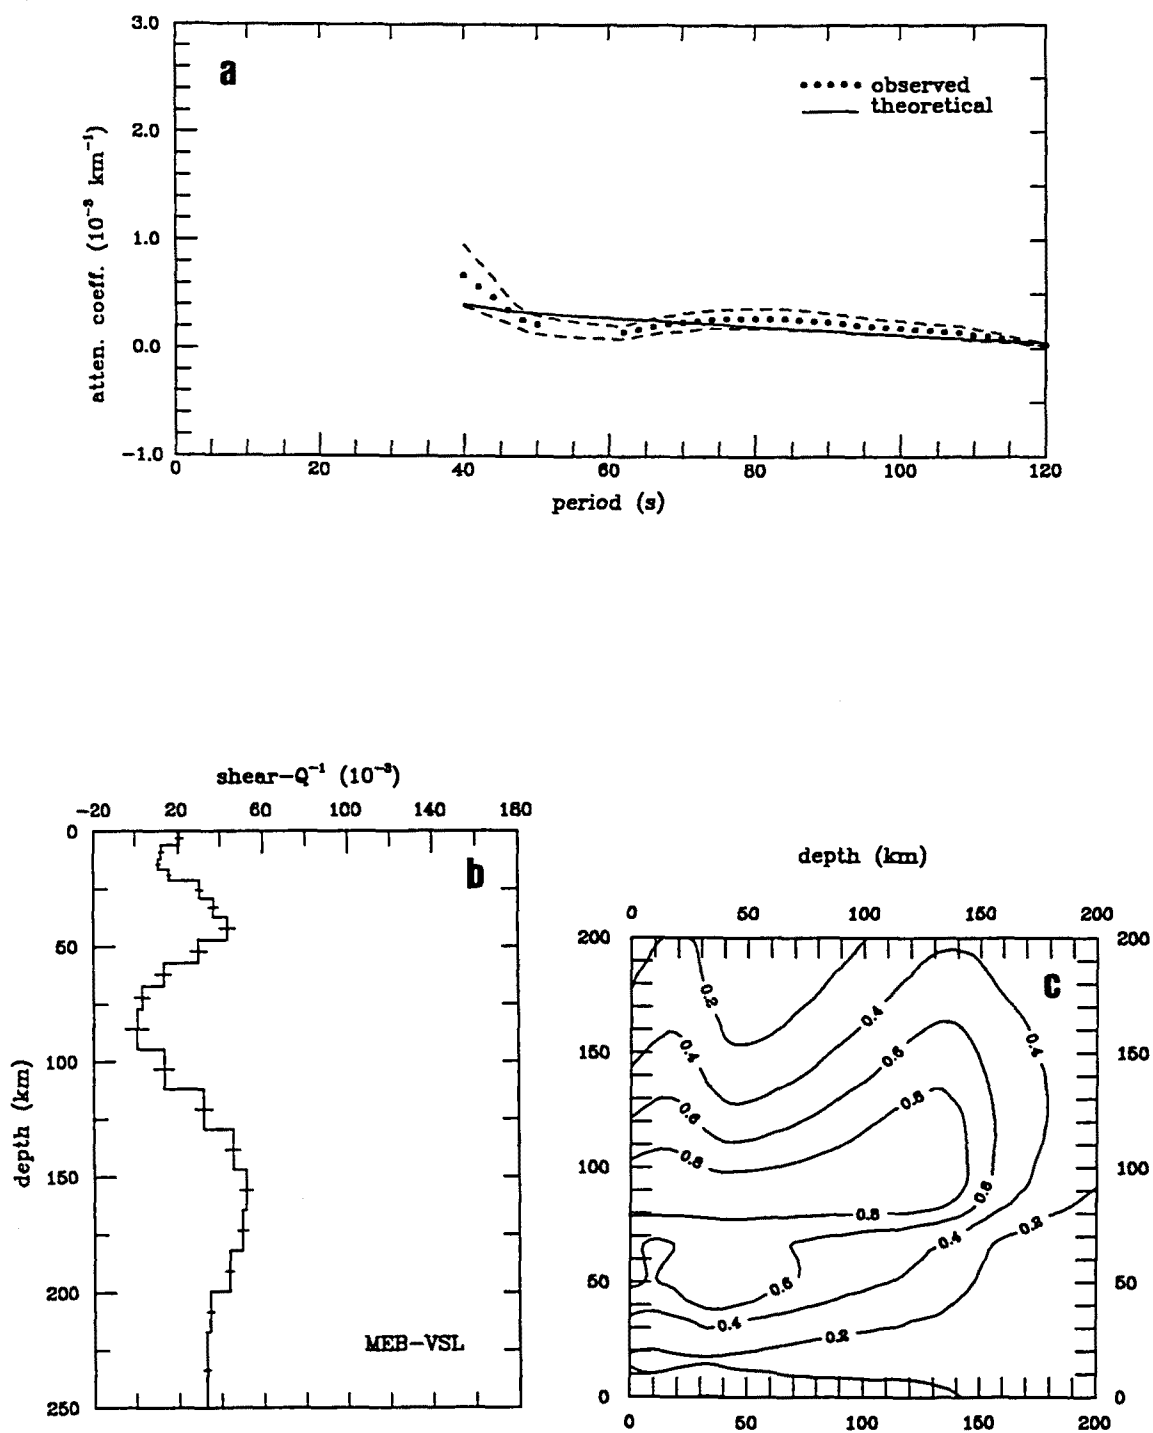 3.0
a
observed
theoretical
2.0
1.0
0.0
-1.0
atten. coeff. (10⁻³ km⁻¹)
0 20 40 60 80 100 120
period (s)
shear-Q⁻¹ (10⁻³)
-20 20 60 100 140 180
b
0
50
100
150
200
250
depth (km)
MEB-VSL
depth (km)
0 50 100 150 200
200 200
c
0.2
0.4
0.4
0.4
150 150
0.6
0.6
0.8
0.8
100 100
0.6
0.8
0.2
0.4
50 50
0.6
0.4
0.2
0 0
0 50 100 150 200